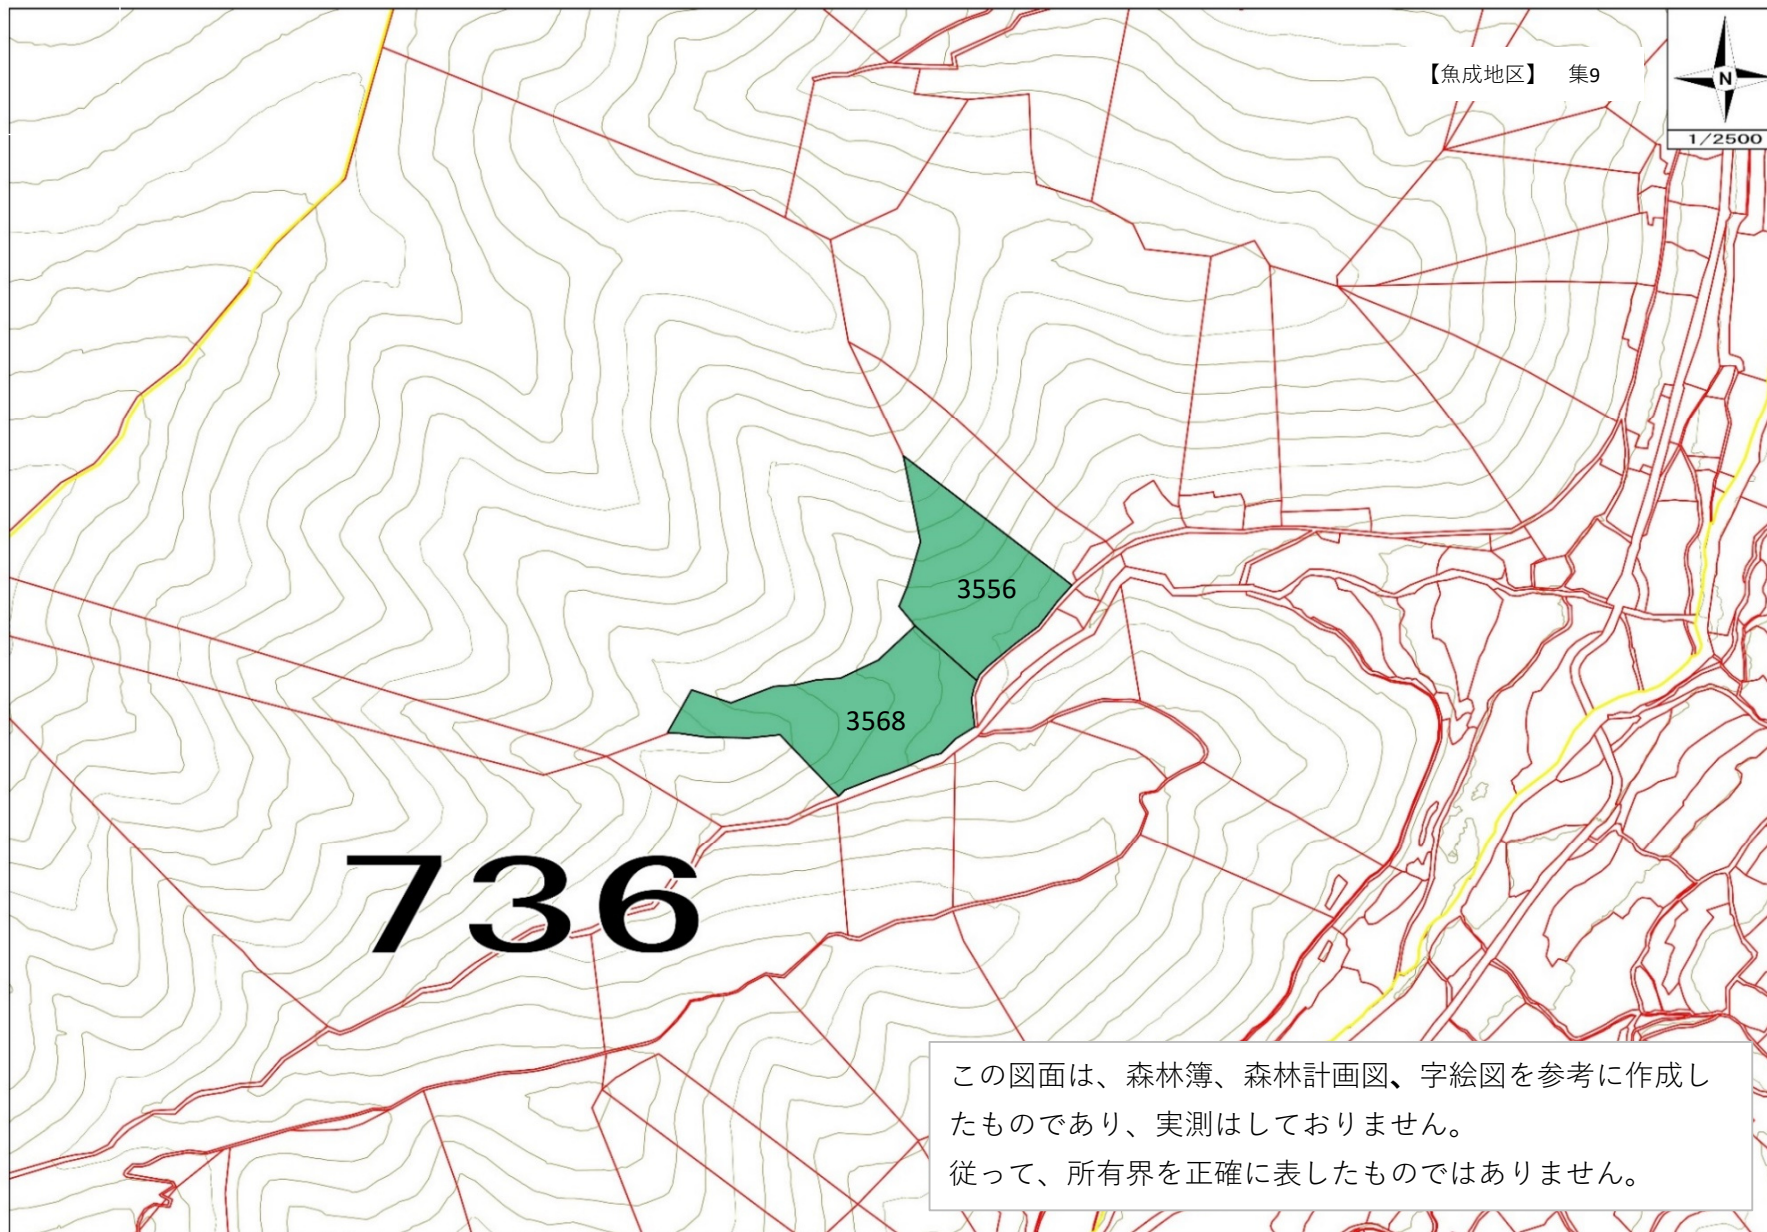 【魚成地区】 集9
N
1/2500
3556
3568
736
この図面は、森林簿、森林計画図、字絵図を参考に作成し
たものであり、実測はしておりません。
従って、所有界を正確に表したものではありません。